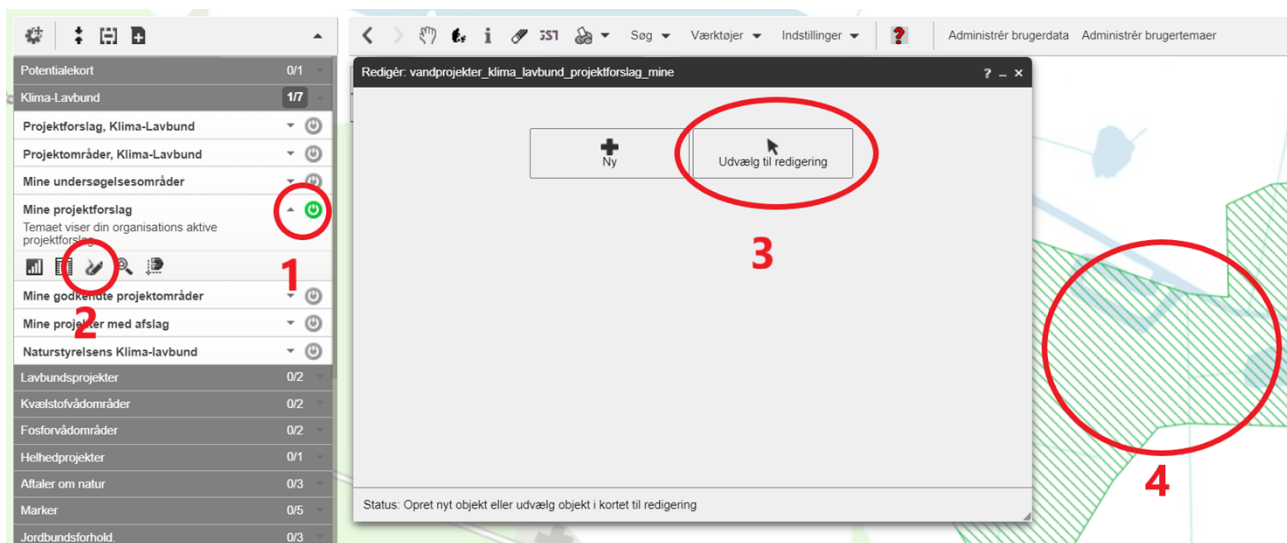 GST
Søg
Værktøjer
Indstillinger
?
Administrér brugerdata
Administrér brugertemaer
Potentialekort 0/1
Klima-Lavbund 1/7
Projektforslag, Klima-Lavbund
Projektområder, Klima-Lavbund
Mine undersøgelsesområder
Mine projektforslag
Temaet viser din organisations aktive
projektforslag
1
2
Mine godkendte projektområder
Mine projekter med afslag
Naturstyrelsens Klima-lavbund
Lavbundsprojekter 0/2
Kvælstofvådområder 0/2
Fosforvådområder 0/2
Helhedprojekter 0/1
Aftaler om natur 0/3
Marker 0/5
Jordbundsforhold. 0/3
Redigér: vandprojekter_klima_lavbund_projektforslag_mine ? _ ×
Ny
Udvælg til redigering
3
Status: Opret nyt objekt eller udvælg objekt i kortet til redigering
4